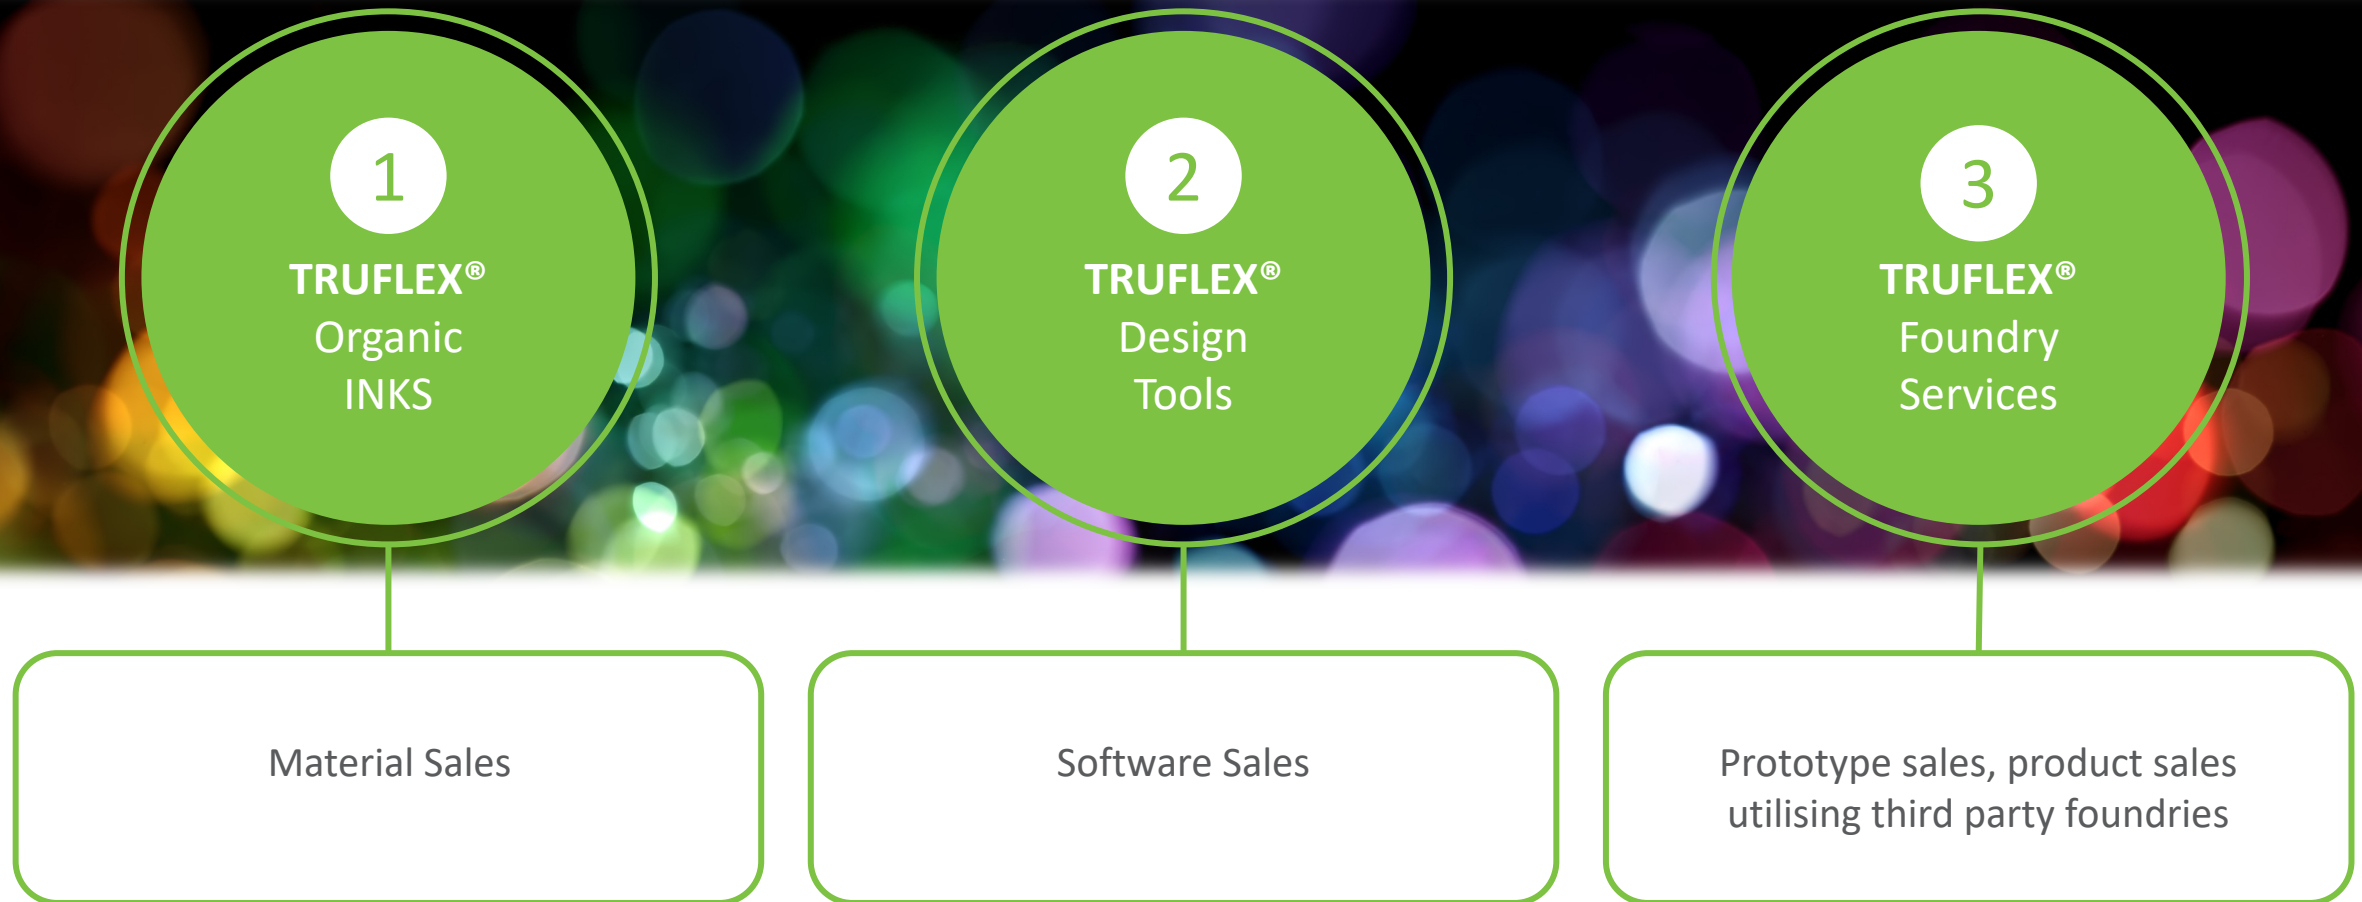 1
TRUFLEX®
Organic
INKS
Material Sales
2
TRUFLEX®
Design
Tools
Software Sales
3
TRUFLEX®
Foundry
Services
Prototype sales, product sales
utilising third party foundries